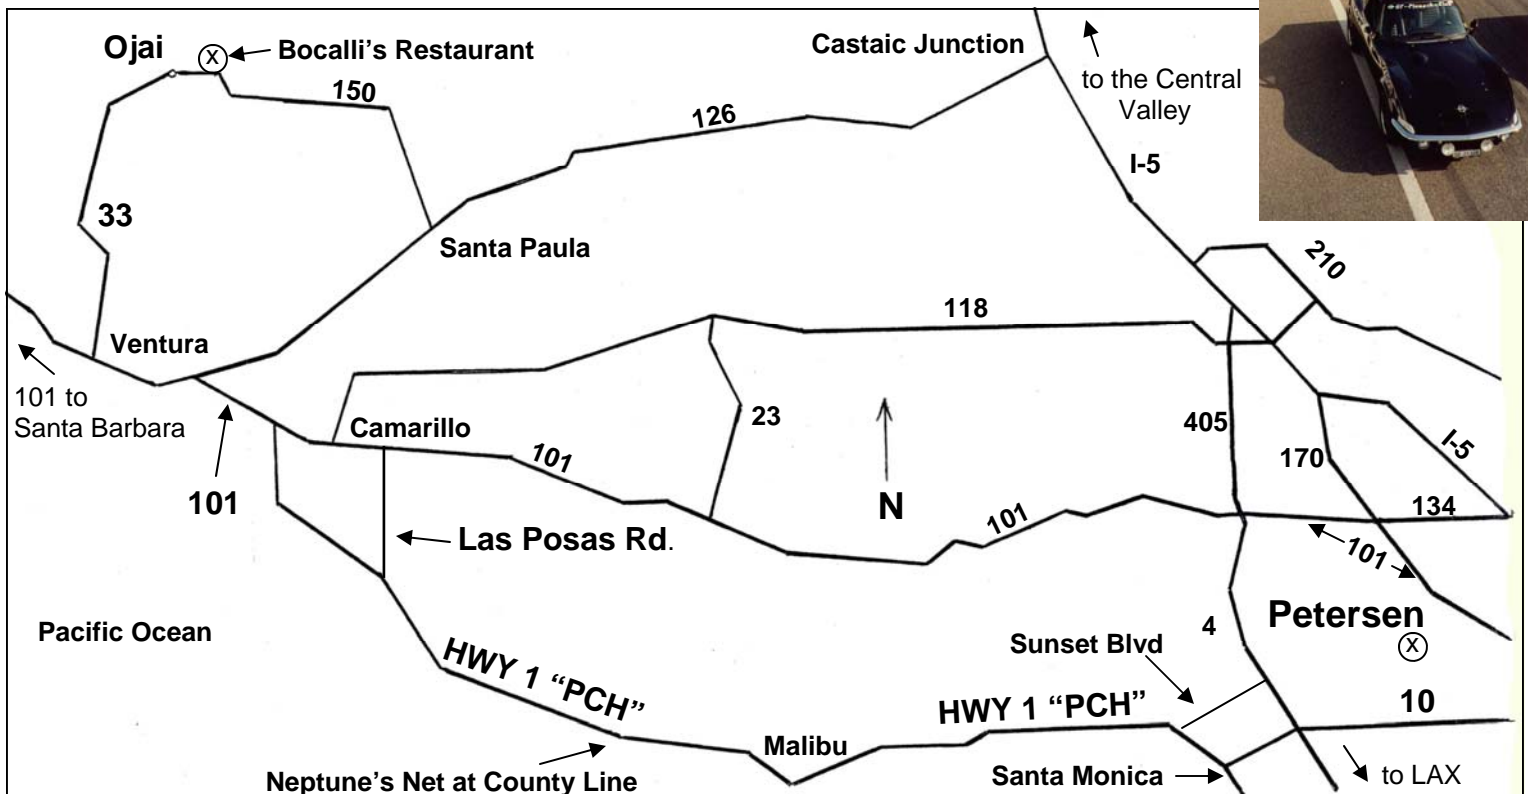 Ojai
X
Bocalli’s Restaurant
150
Castaic Junction
to the Central
Valley
126
I-5
33
Santa Paula
210
118
Ventura
101 to
Santa Barbara
101
Camarillo
101
23
405
170
I-5
134
N
101
101
Las Posas Rd.
Pacific Ocean
Petersen
X
4
Sunset Blvd
HWY 1 “PCH”
HWY 1 “PCH”
10
Malibu
Neptune’s Net at County Line
Santa Monica
to LAX